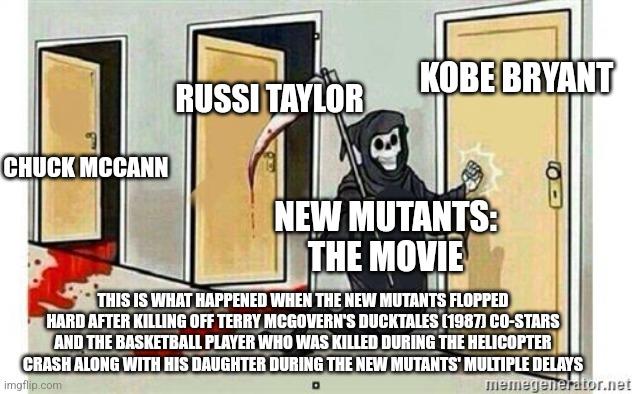 KOBE BRYANT
RUSSI TAYLOR
CHUCK MCCANN
NEW MUTANTS:
THE MOVIE
THIS IS WHAT HAPPENED WHEN THE NEW MUTANTS FLOPPED
HARD AFTER KILLING OFF TERRY MCGOVERN'S DUCKTALES (1987) CO-STARS
AND THE BASKETBALL PLAYER WHO WAS KILLED DURING THE HELICOPTER
CRASH ALONG WITH HIS DAUGHTER DURING THE NEW MUTANTS' MULTIPLE DELAYS
imgflip.com
memegenerator.net